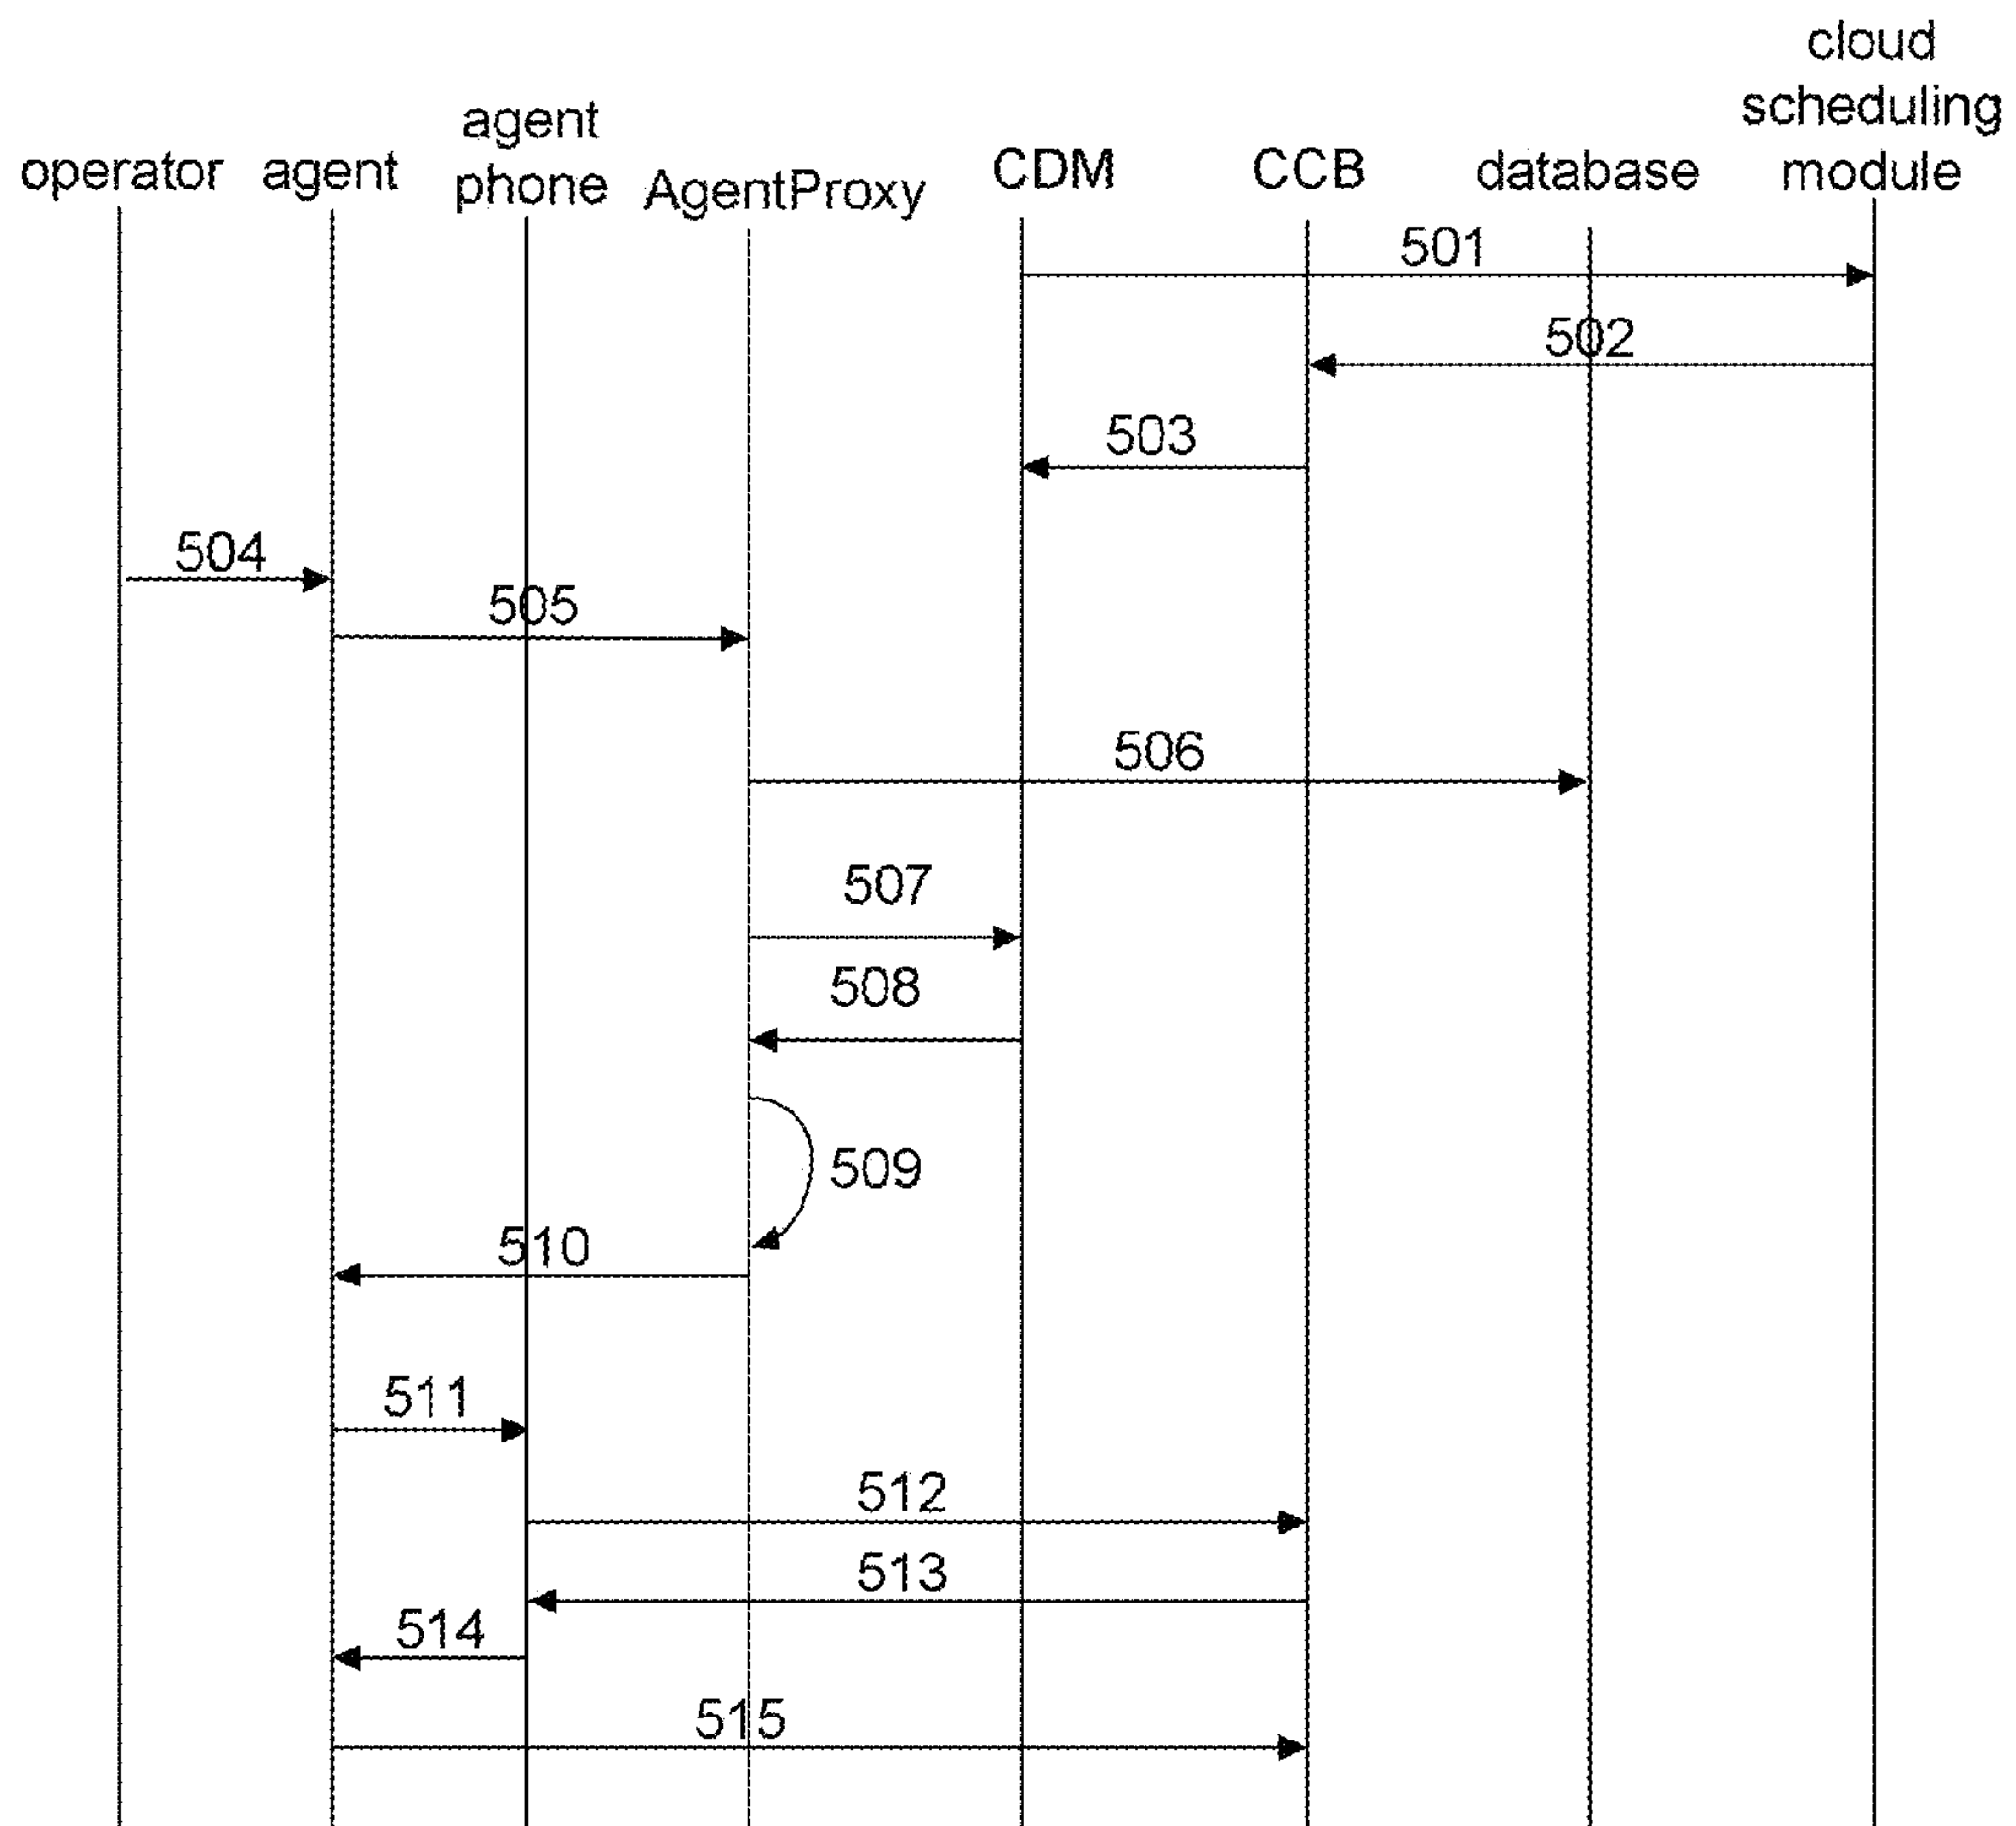 cloud
scheduling
module
agent
phone
operator
agent
AgentProxy
CDM
CCB
database
501
502
503
504
505
506
507
508
509
510
511
512
513
514
515